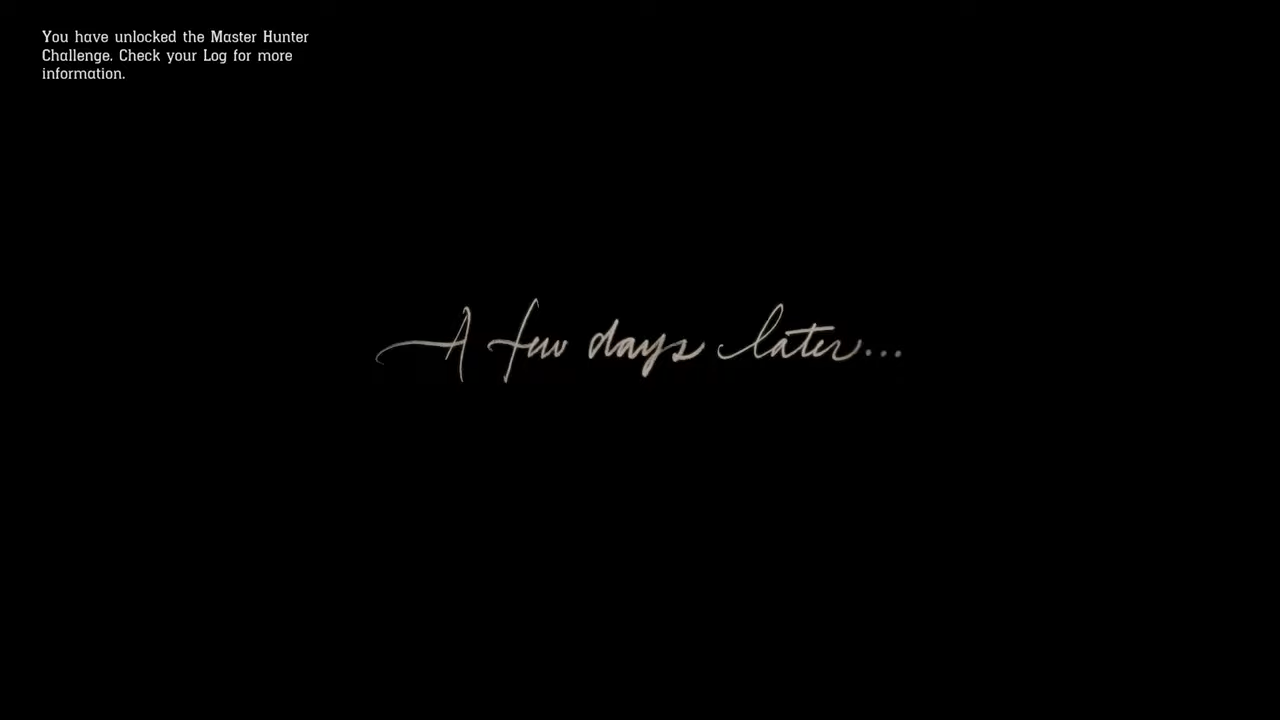 You have unlocked the Master Hunter
Challenge. Check your Log for more
information.
A few days later...